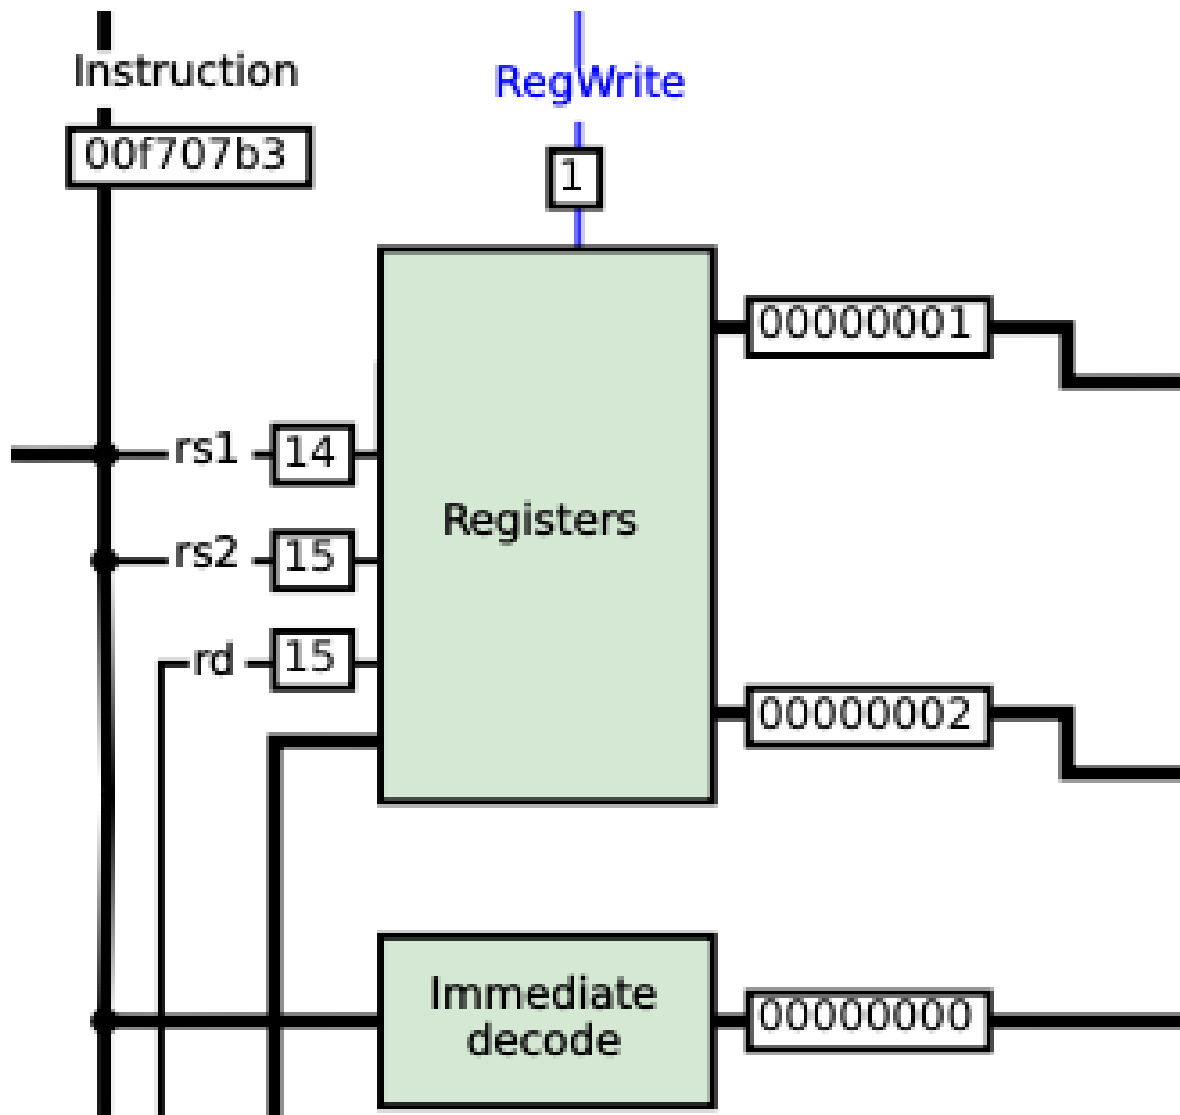 Instruction
RegWrite
00f707b3
1
00000001
rs1
14
Registers
rs2
15
rd
15
00000002
Immediate
decode
00000000